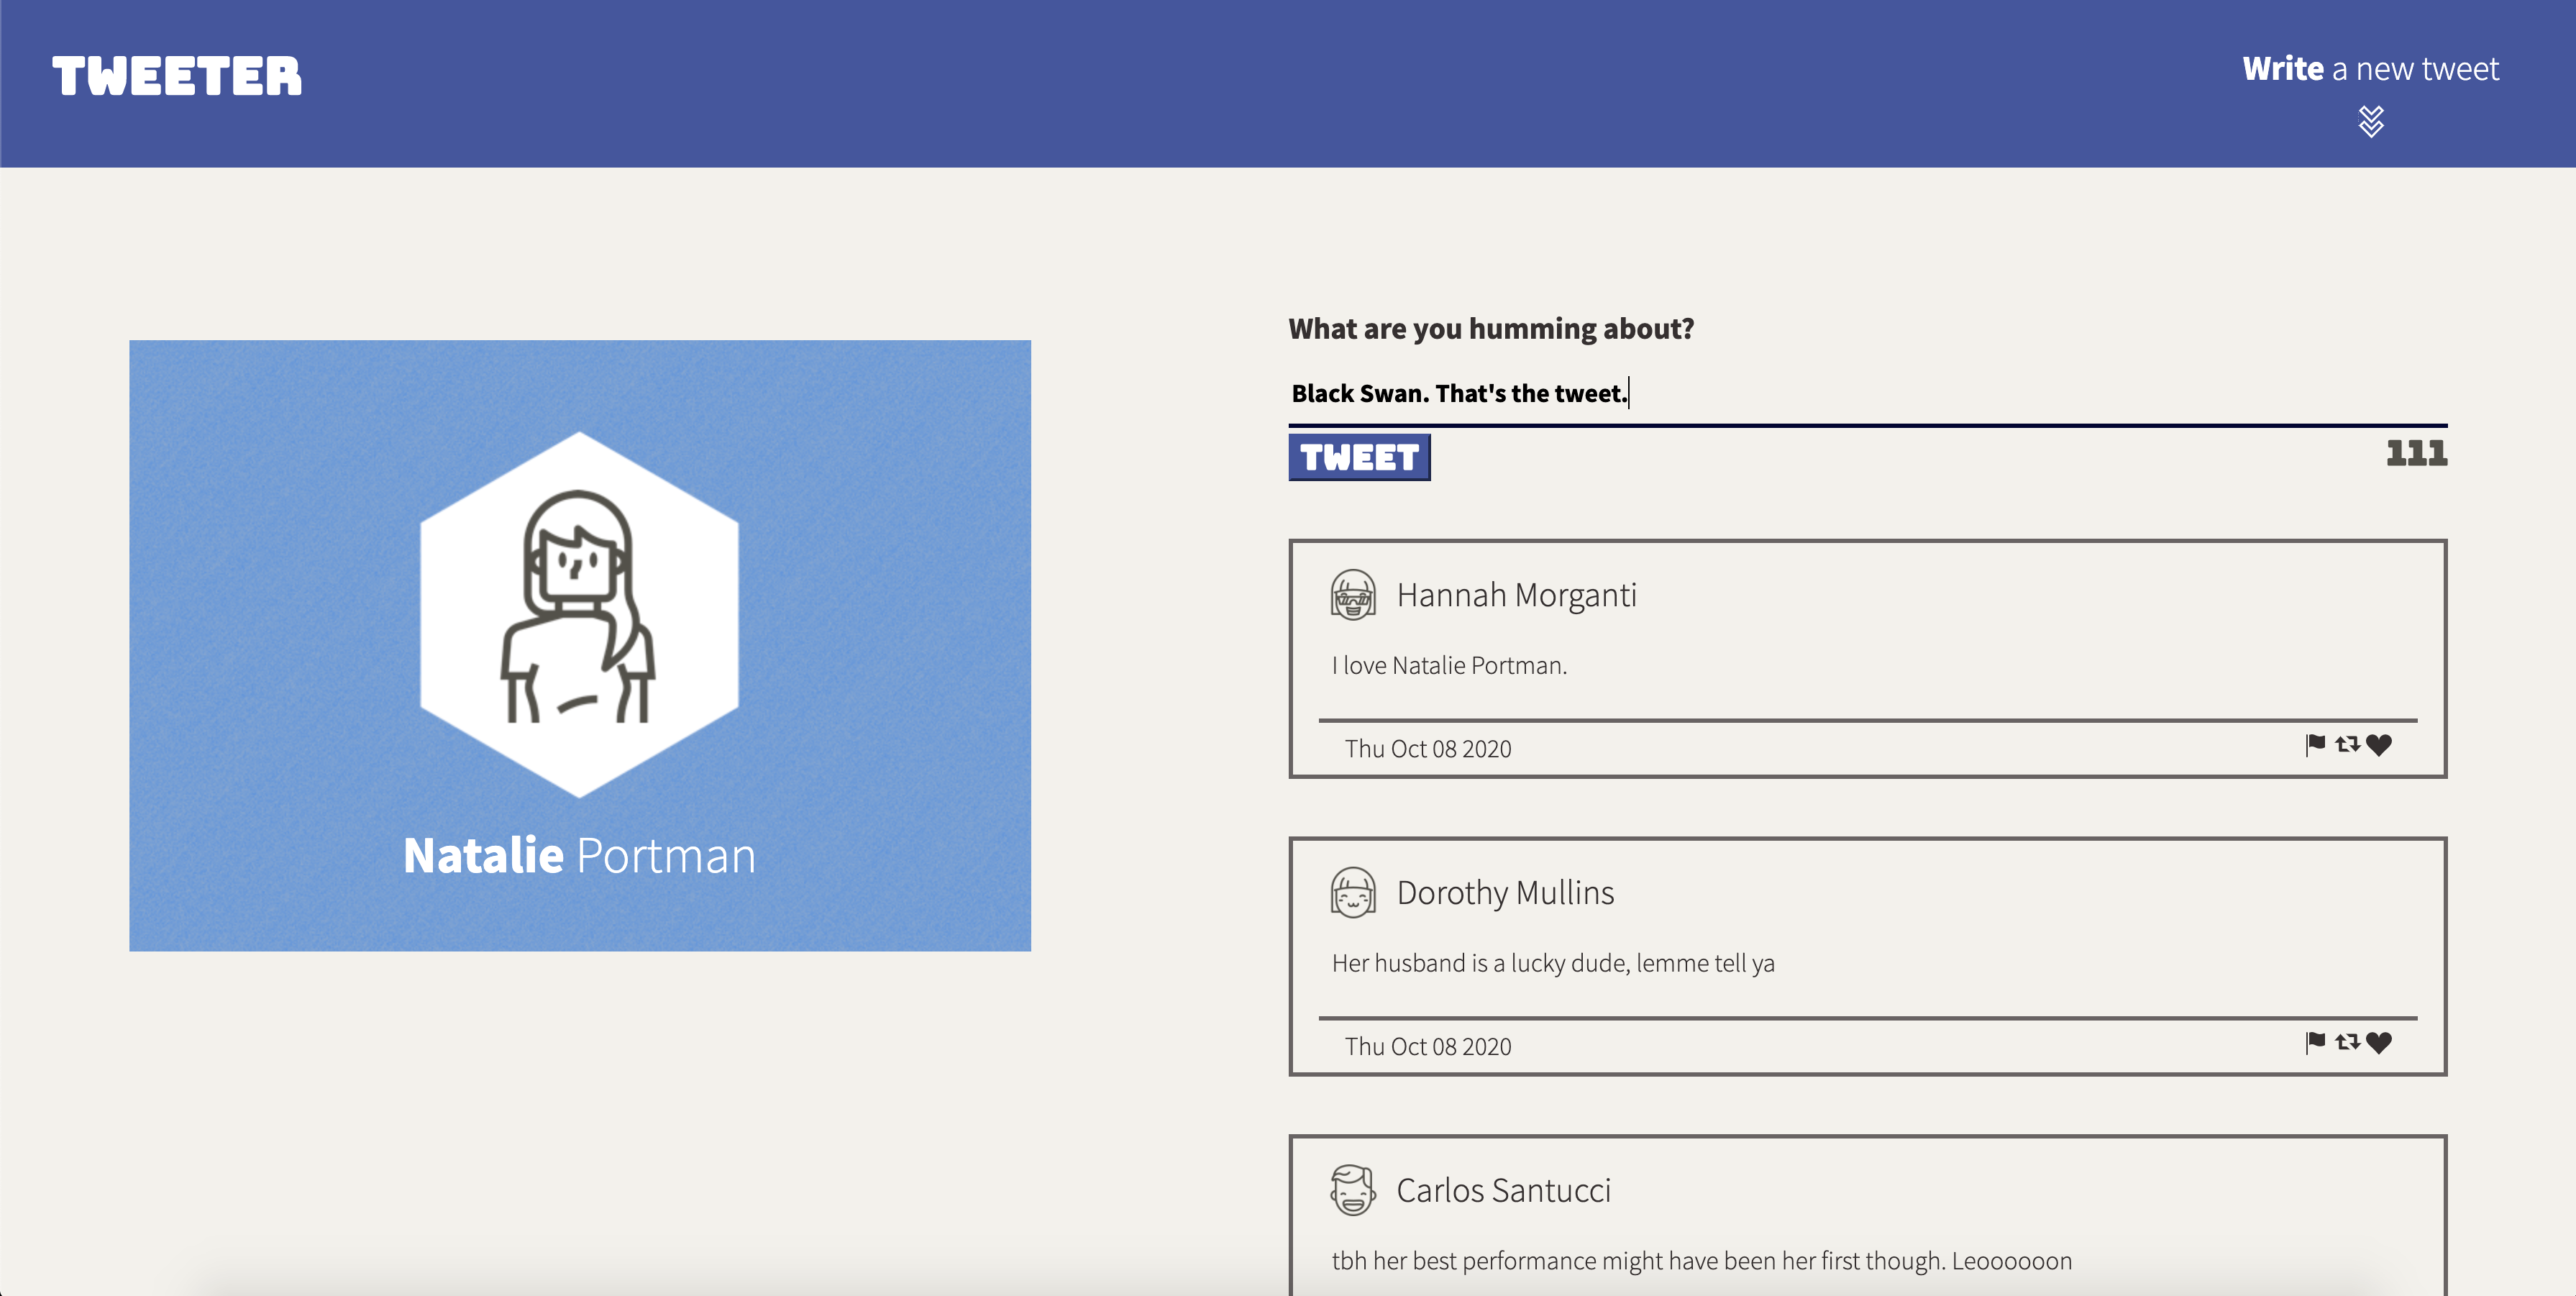 TWEETER
Write a new tweet
Natalie Portman
What are you humming about?
Black Swan. That's the tweet.
TWEET
111
Hannah Morganti
I love Natalie Portman.
Thu Oct 08 2020
Dorothy Mullins
Her husband is a lucky dude, lemme tell ya
Thu Oct 08 2020
Carlos Santucci
tbh her best performance might have been her first though. Leooooooon